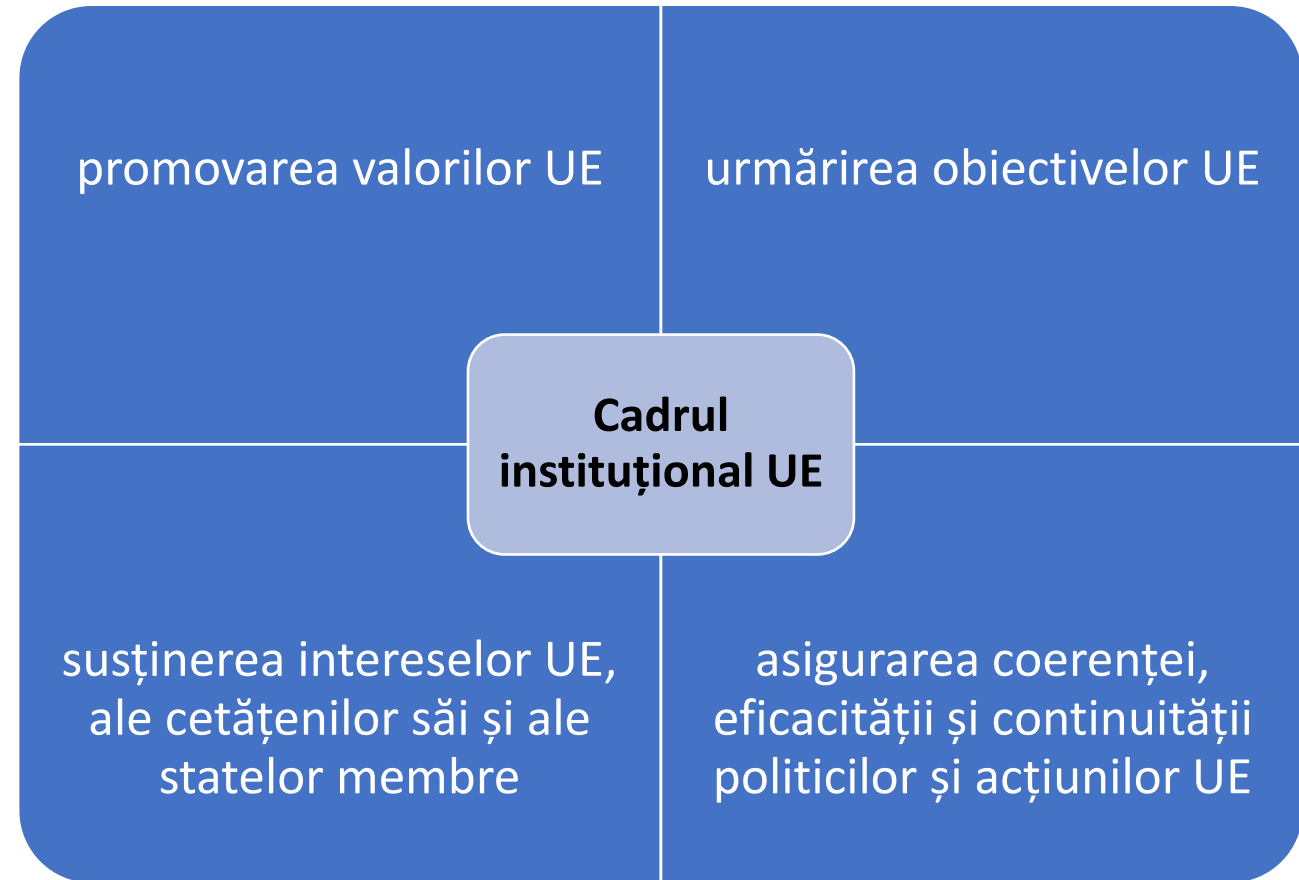 promovarea valorilor UE
urmărirea obiectivelor UE
Cadrul
instituțional UE
susținerea intereselor UE,
ale cetățenilor săi și ale
statelor membre
asigurarea coerenței,
eficacității și continuității
politicilor și acțiunilor UE